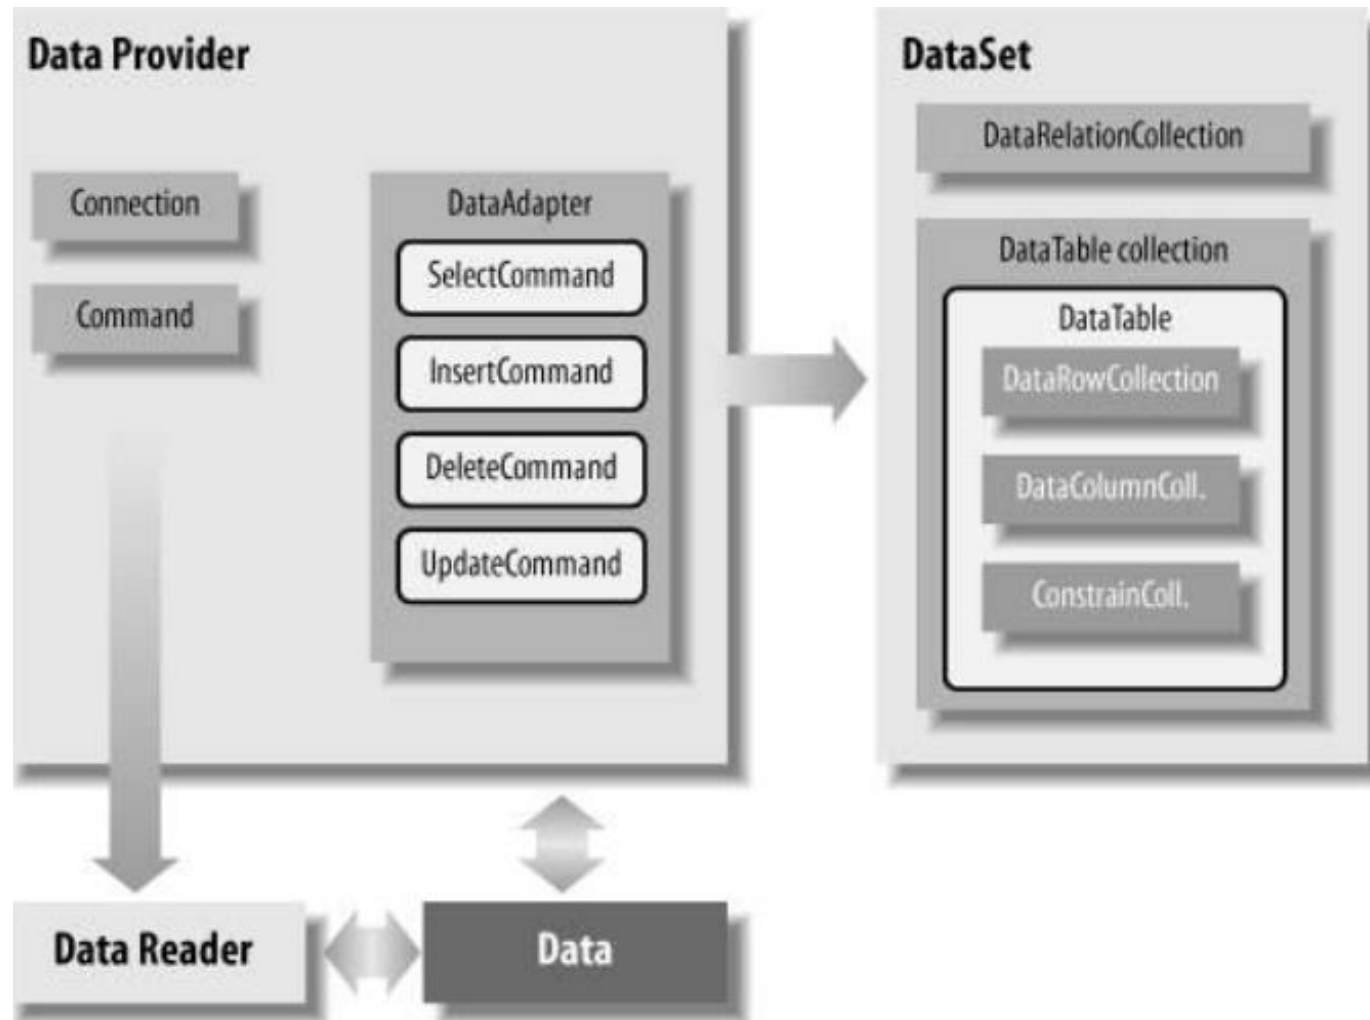 Data Provider
Connection
Command
DataAdapter
SelectCommand
InsertCommand
DeleteCommand
UpdateCommand
DataSet
DataRelationCollection
DataTable collection
DataTable
DataRowCollection
DataColumnColl.
ConstrainColl.
Data Reader
Data